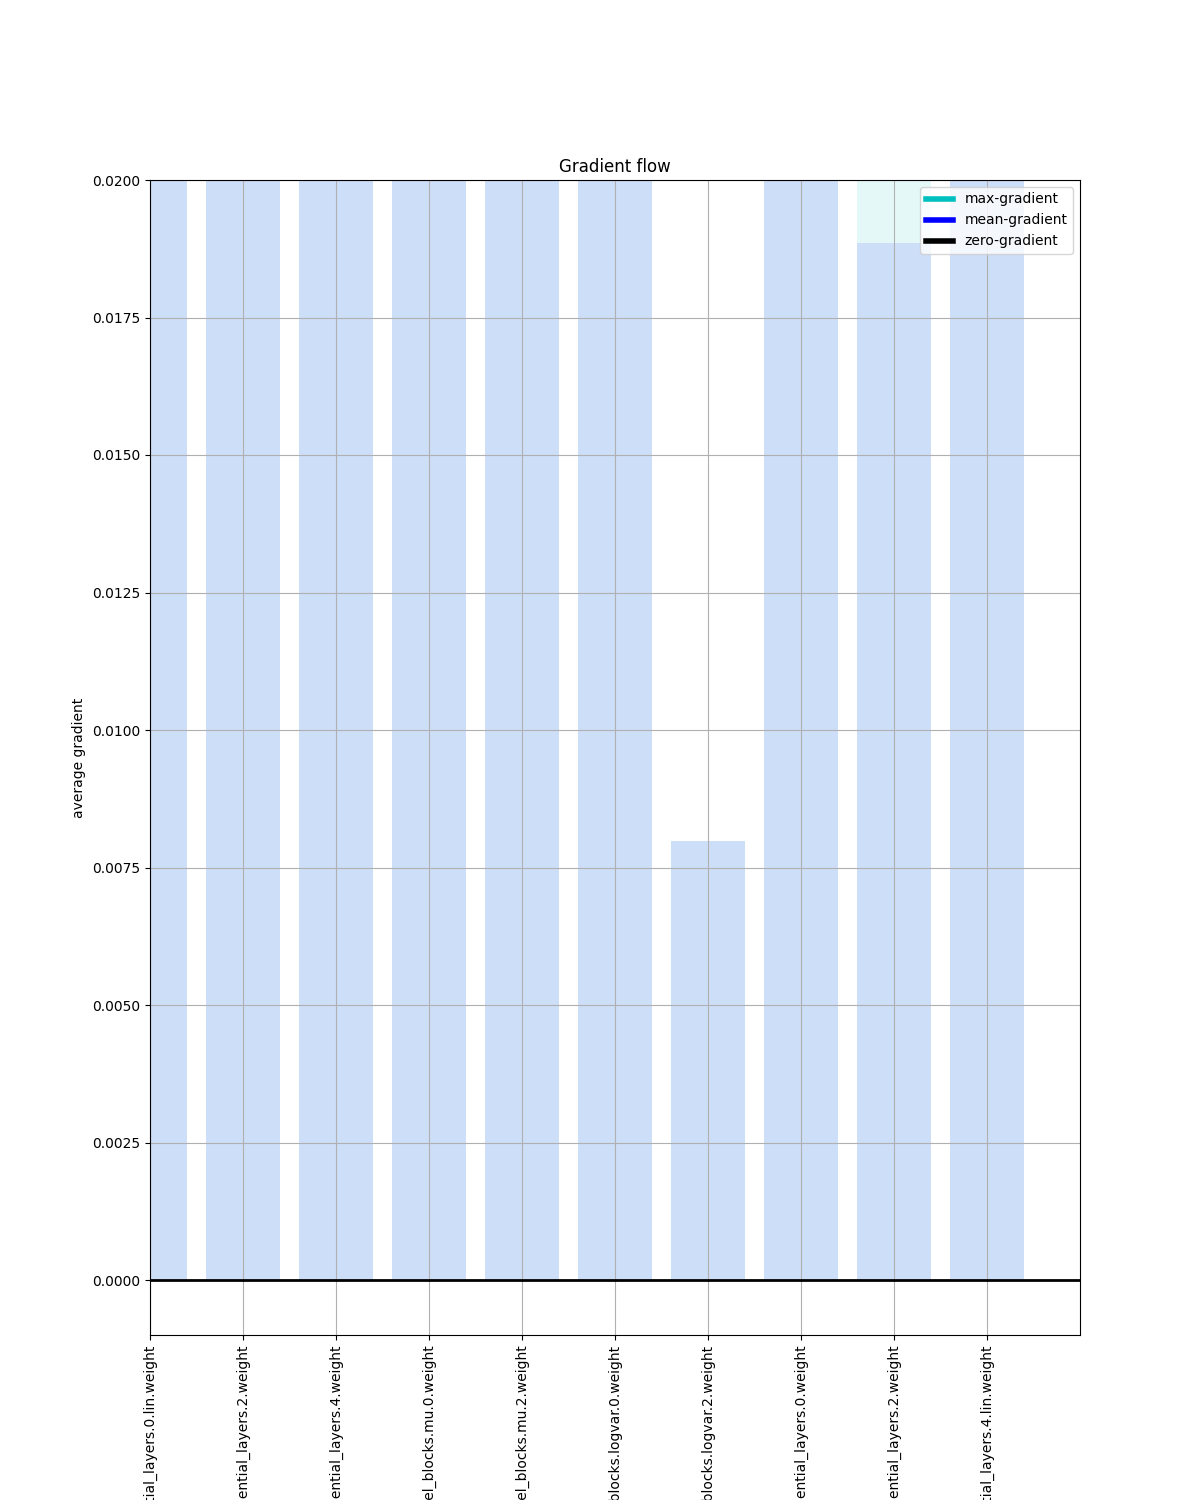 Gradient flow
max-gradient
mean-gradient
zero-gradient
average gradient
0.0200
0.0175
0.0150
0.0125
0.0100
0.0075
0.0050
0.0025
0.0000
tial_layers.0.lin.weight
ential_layers.2.weight
ential_layers.4.weight
el_blocks.mu.0.weight
el_blocks.mu.2.weight
blocks.logvar.0.weight
blocks.logvar.2.weight
ential_layers.0.weight
ential_layers.2.weight
tial_layers.4.lin.weight